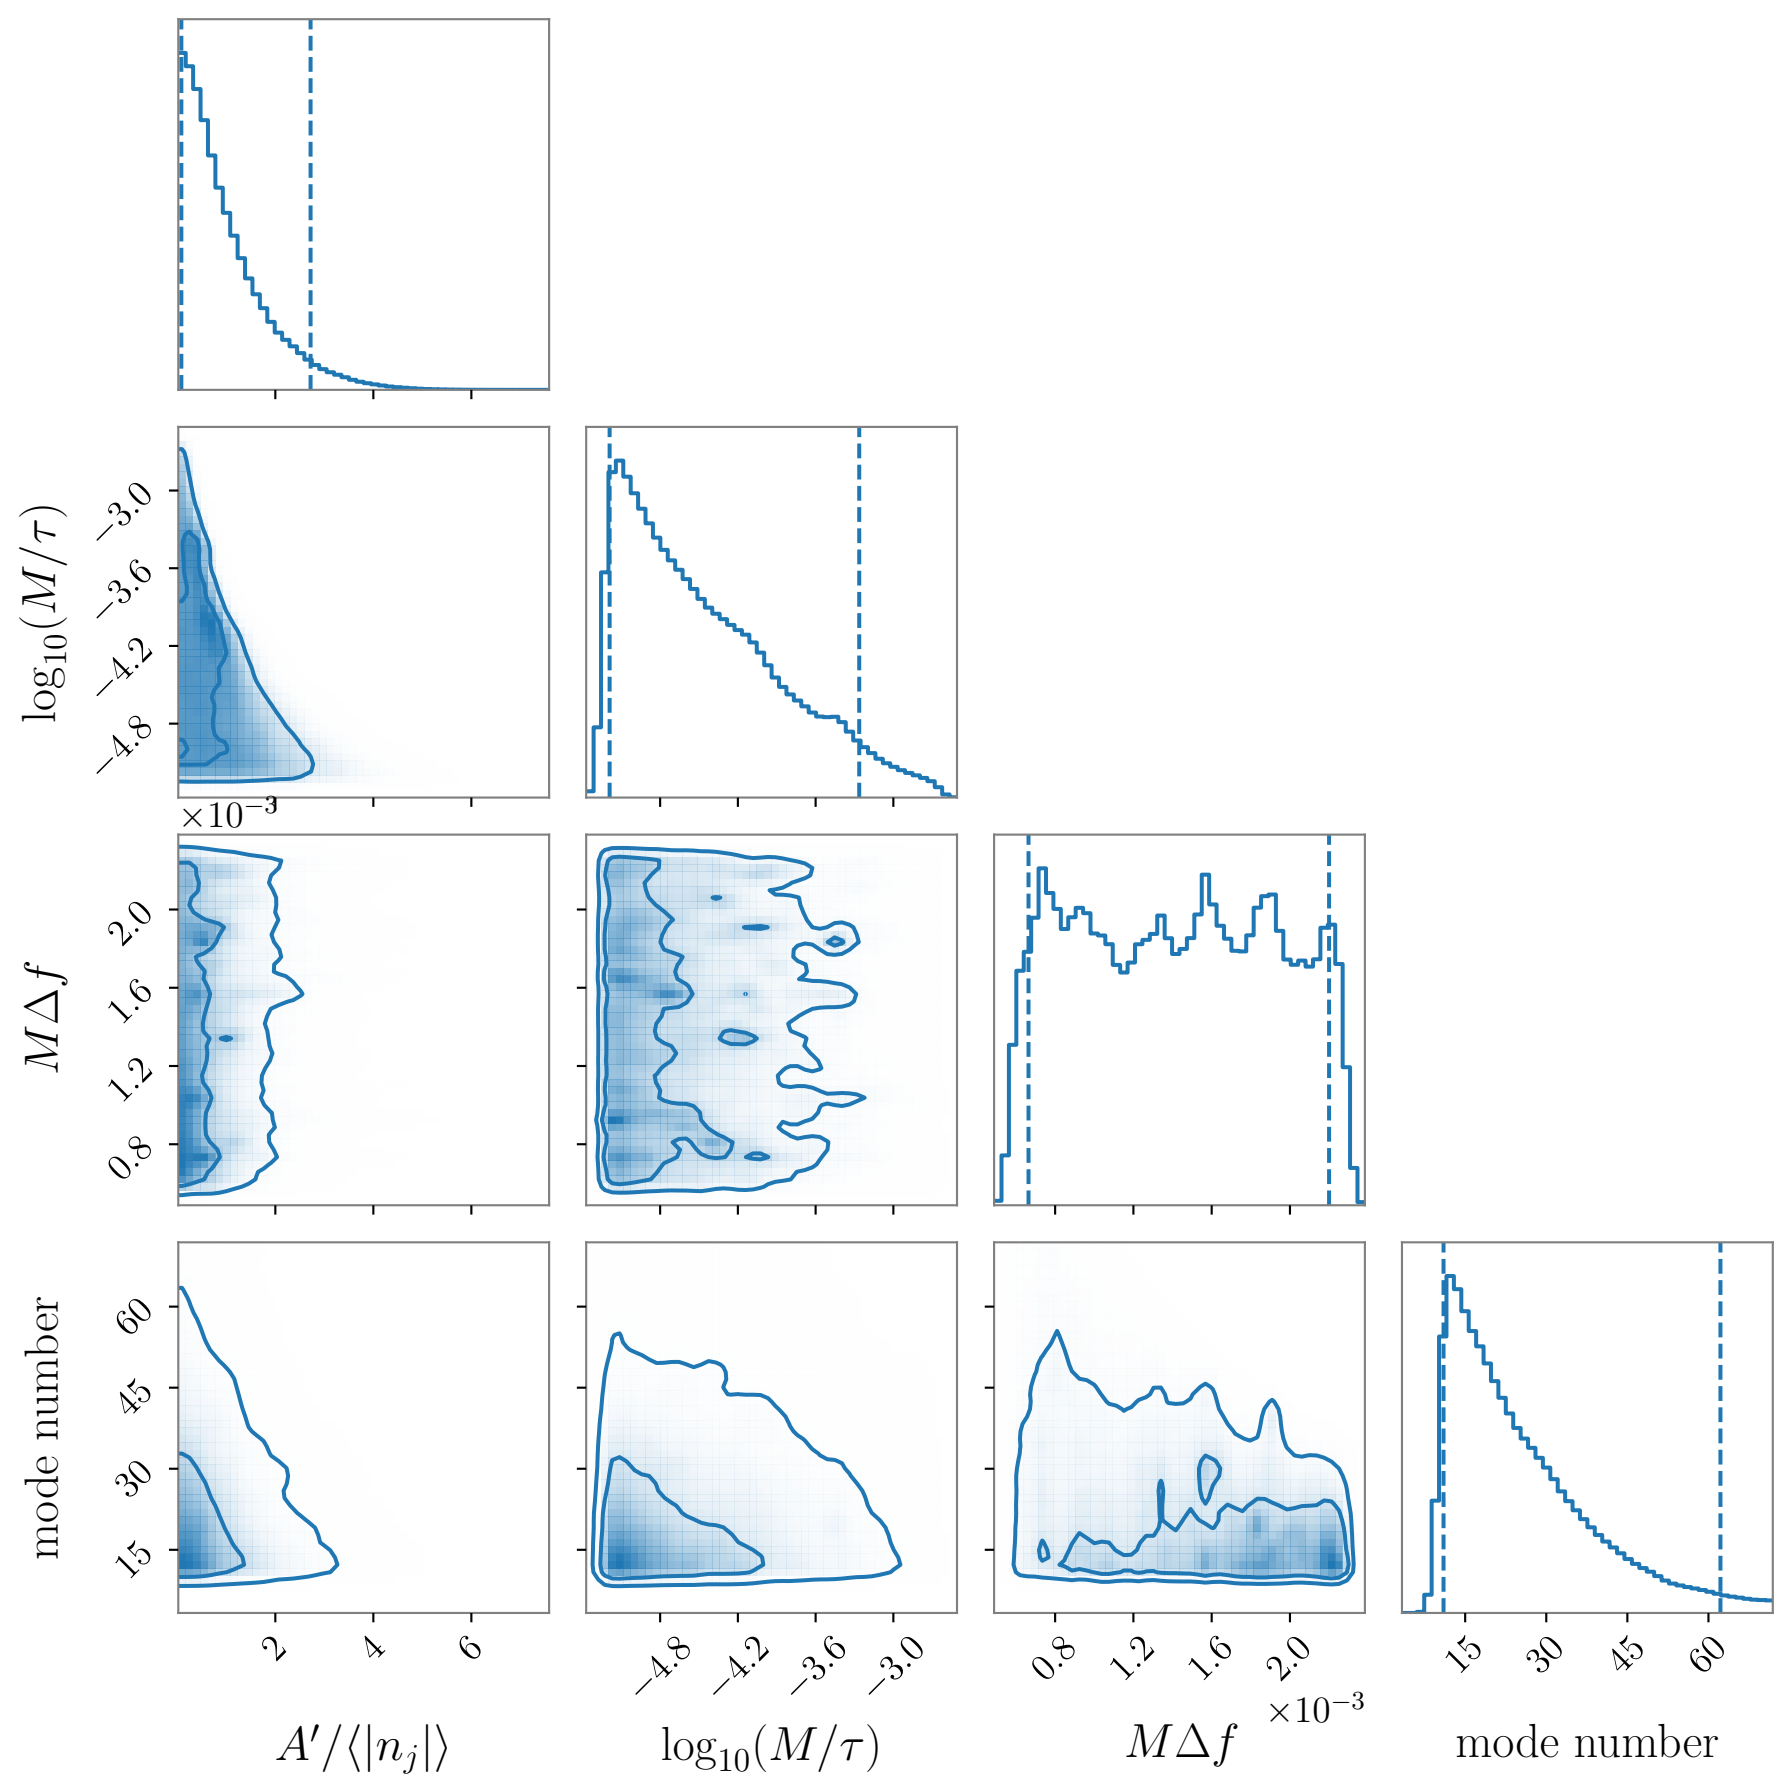 log₁₀(M/τ)
−3.0
−3.6
−4.2
−4.8
×10⁻³
MΔf
2.0
1.6
1.2
0.8
mode number
60
45
30
15
2 4 6
−4.8 −4.2 −3.6 −3.0
0.8 1.2 1.6 2.0
15 30 45 60
×10⁻³
A′/⟨|nⱼ|⟩
log₁₀(M/τ)
MΔf
mode number